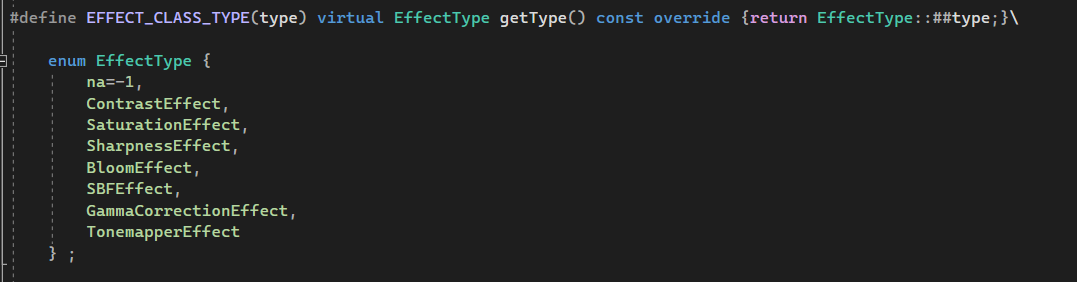 #define EFFECT_CLASS_TYPE(type) virtual EffectType getType() const override {return EffectType::##type;}\
enum EffectType {
na=-1,
ContrastEffect,
SaturationEffect,
SharpnessEffect,
BloomEffect,
SBFEffect,
GammaCorrectionEffect,
TonemapperEffect
} ;